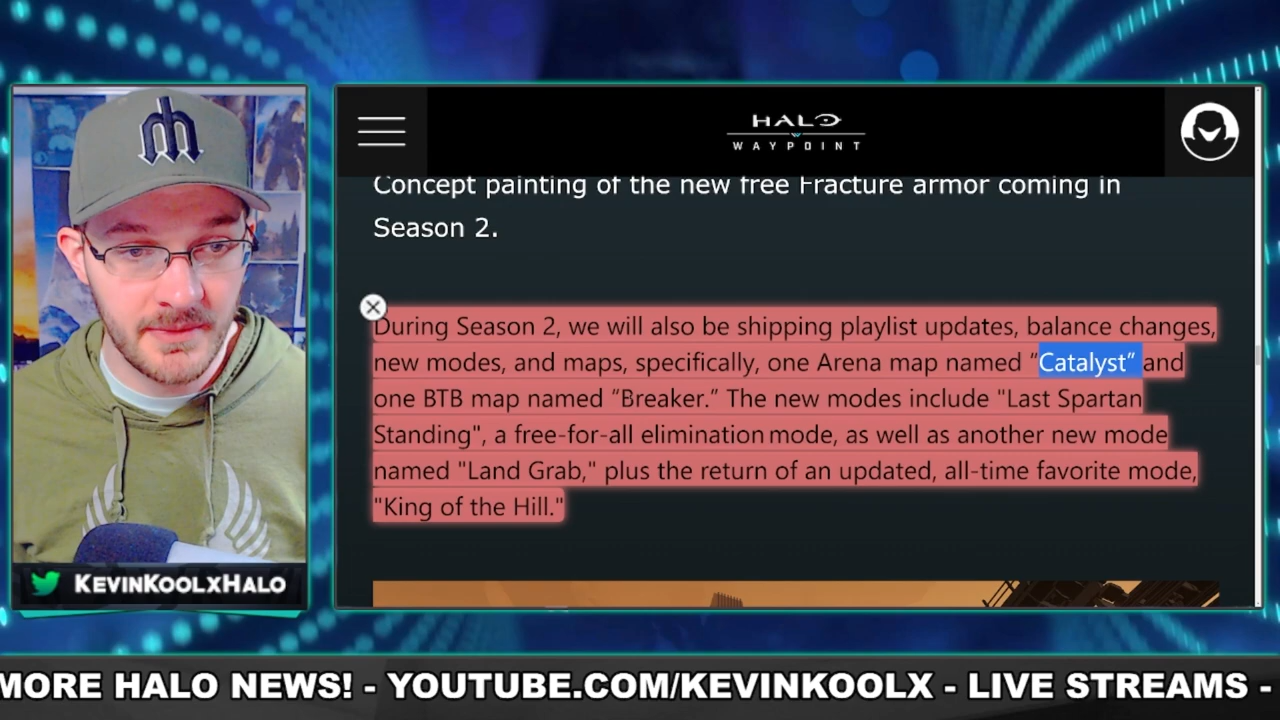 HALO
WAYPOINT
Concept painting of the new free Fracture armor coming in
Season 2.
During Season 2, we will also be shipping playlist updates, balance changes,
new modes, and maps, specifically, one Arena map named “Catalyst” and
one BTB map named “Breaker.” The new modes include "Last Spartan
Standing", a free-for-all elimination mode, as well as another new mode
named "Land Grab," plus the return of an updated, all-time favorite mode,
"King of the Hill."
KEVINKOOLXHALO
MORE HALO NEWS! - YOUTUBE.COM/KEVINKOOLX - LIVE STREAMS -